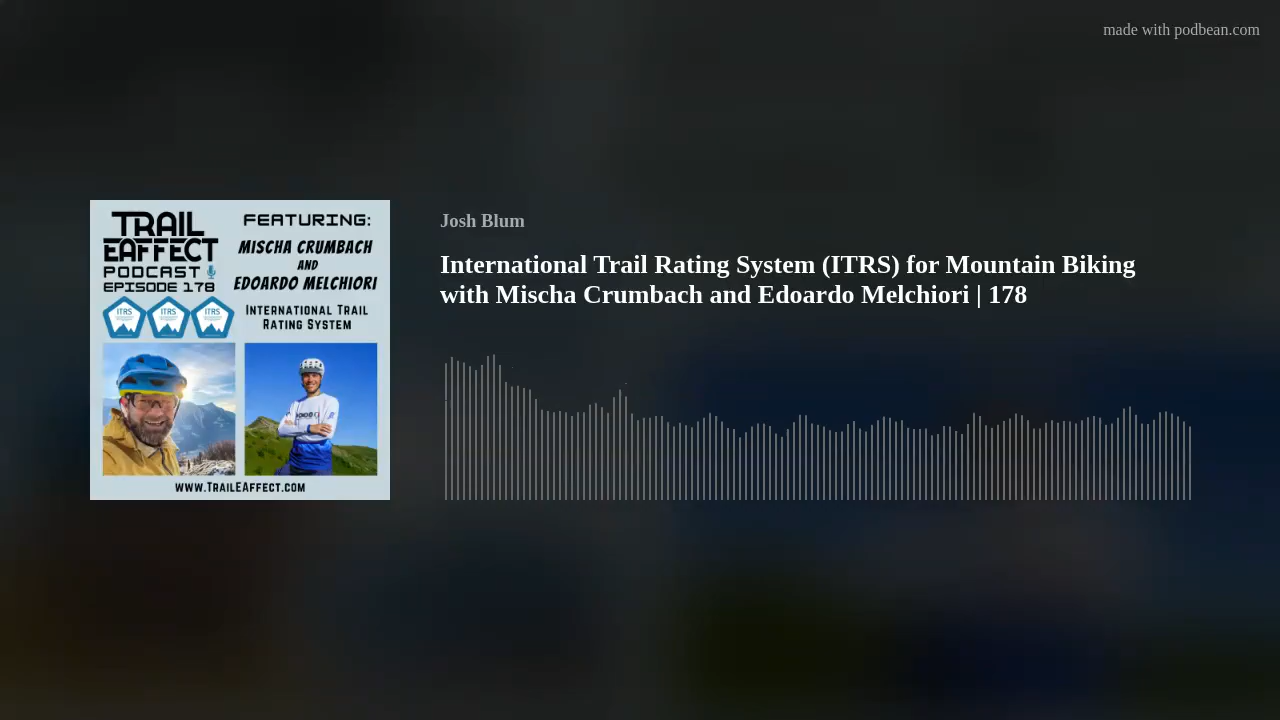 made with podbean.com
TRAIL
EAFFECT
PODCAST
EPISODE 178
FEATURING:
MISCHA CRUMBACH
AND
EDOARDO MELCHIORI
ITRS ITRS ITRS
INTERNATIONAL TRAIL
RATING SYSTEM
WWW.TRAILEAFFECT.COM
Josh Blum
International Trail Rating System (ITRS) for Mountain Biking
with Mischa Crumbach and Edoardo Melchiori | 178